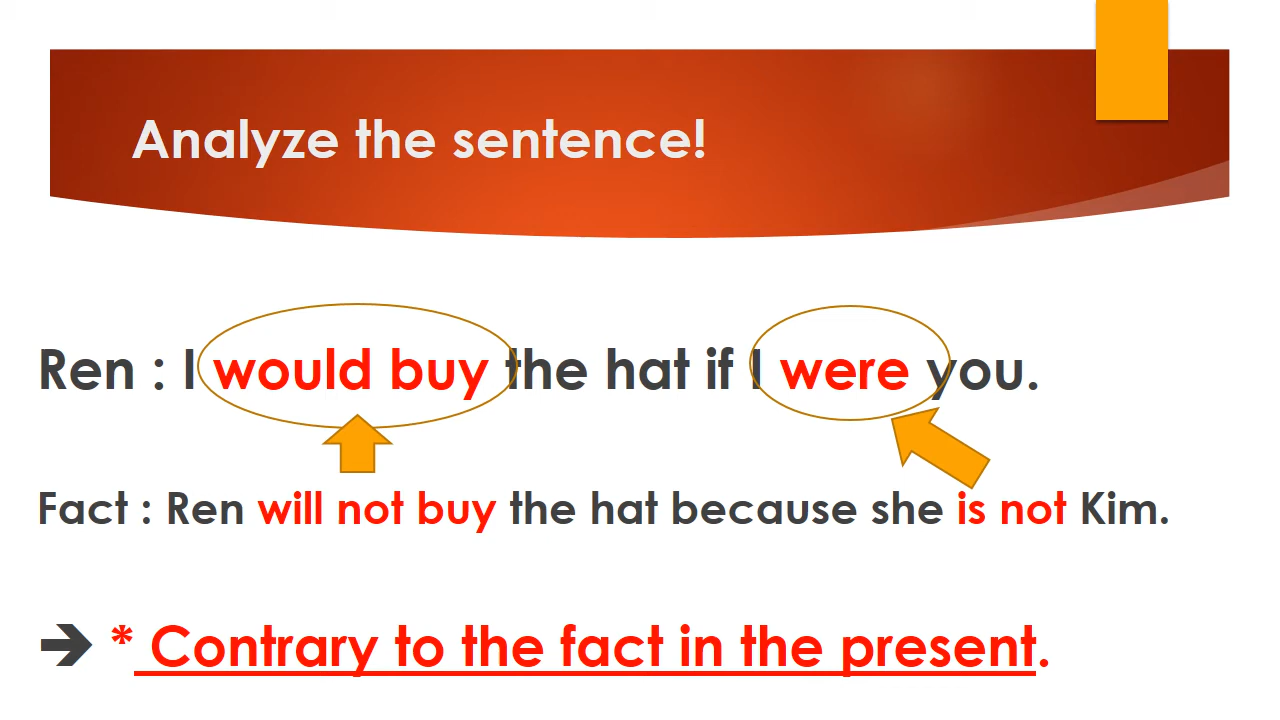 Analyze the sentence!
Ren : I would buy the hat if I were you.
Fact : Ren will not buy the hat because she is not Kim.
➔ * Contrary to the fact in the present.